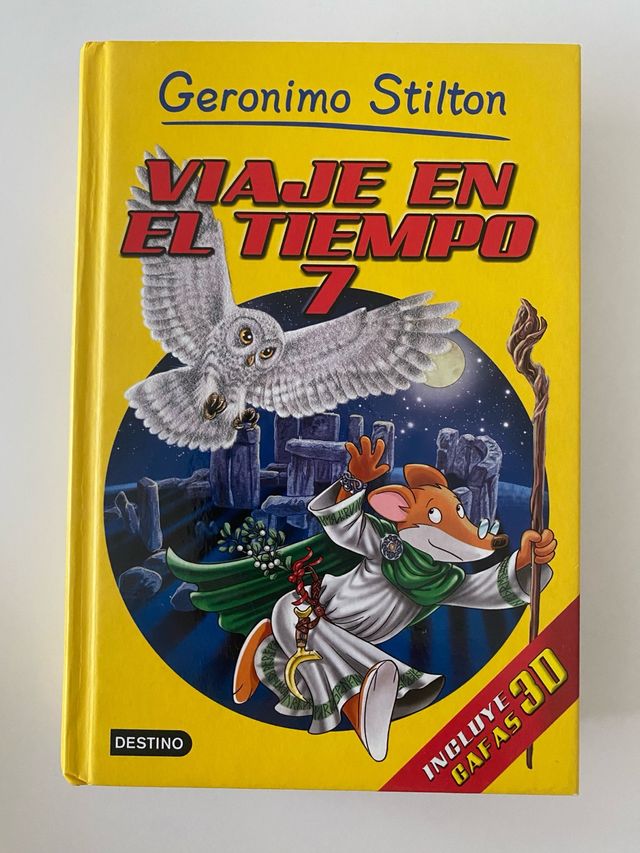 Geronimo Stilton
VIAJE EN
EL TIEMPO
7
INCLUYE
GAFAS 3D
DESTINO